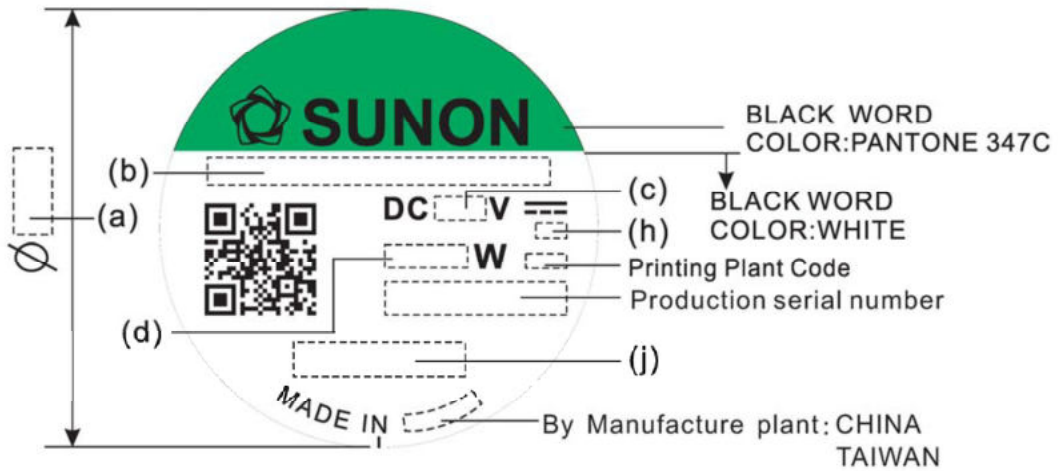 SUNON
BLACK WORD
COLOR:PANTONE 347C
(b)
(c)
BLACK WORD
COLOR:WHITE
(a)
DC V
(h)
Ø
W
Printing Plant Code
Production serial number
(d)
(j)
MADE IN
By Manufacture plant: CHINA
TAIWAN